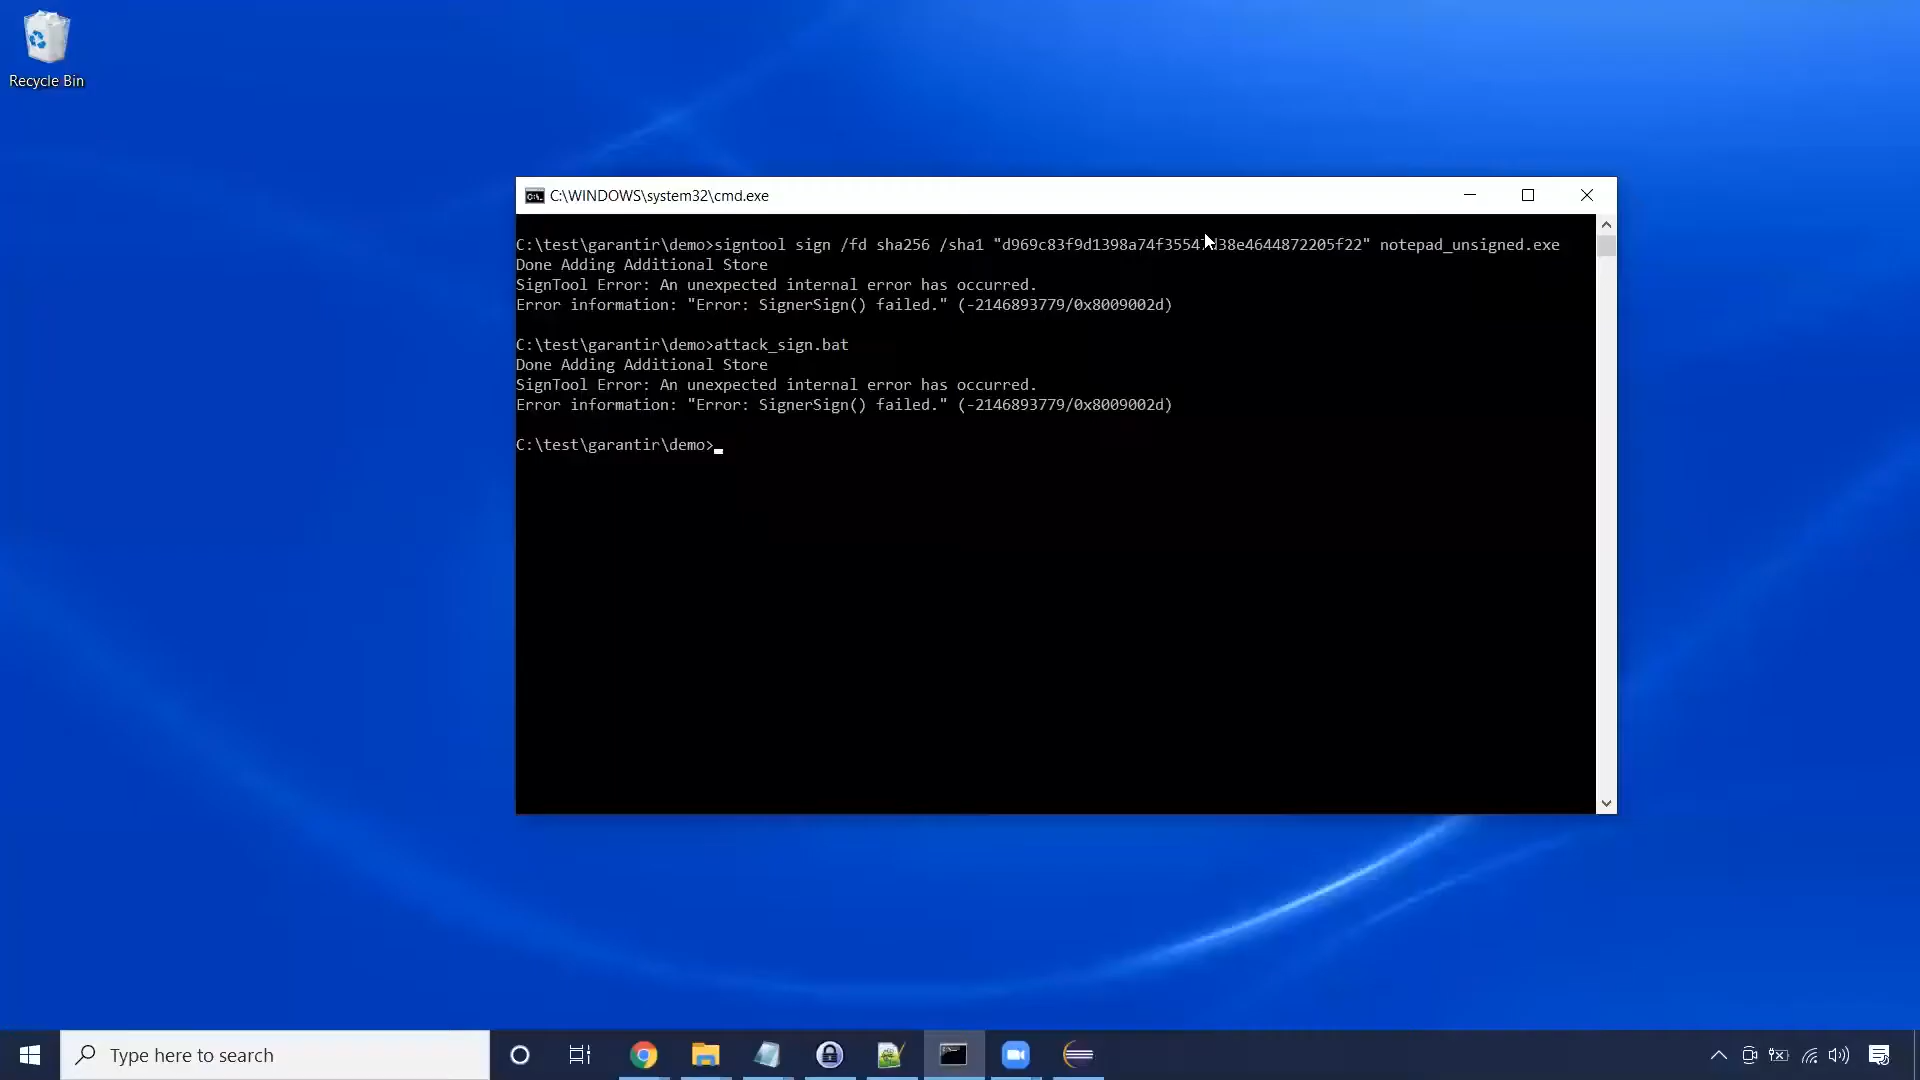 Recycle Bin
C:\WINDOWS\system32\cmd.exe
C:\test\garantir\demo>signtool sign /fd sha256 /sha1 "d969c83f9d1398a74f35547d38e4644872205f22" notepad_unsigned.exe
Done Adding Additional Store
SignTool Error: An unexpected internal error has occurred.
Error information: "Error: SignerSign() failed." (-2146893779/0x8009002d)
C:\test\garantir\demo>attack_sign.bat
Done Adding Additional Store
SignTool Error: An unexpected internal error has occurred.
Error information: "Error: SignerSign() failed." (-2146893779/0x8009002d)
C:\test\garantir\demo>
Type here to search